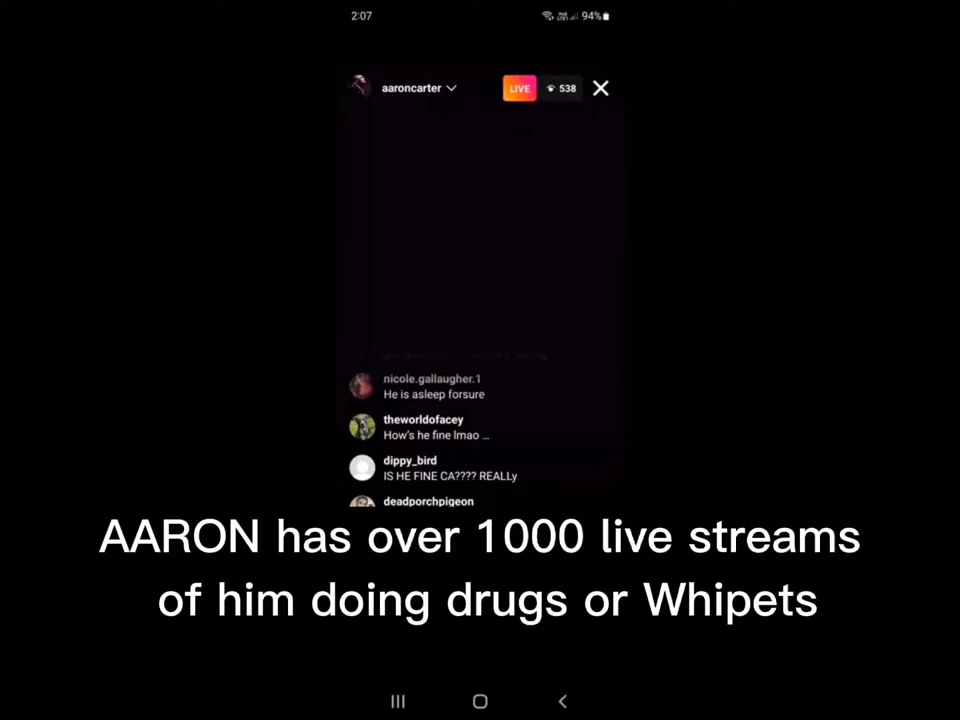 2:07
94%
aaroncarter
LIVE
538
nicole.gallaugher.1
He is asleep forsure
theworldofacey
How's he fine lmao ...
dippy_bird
IS HE FINE CA???? REALLy
deadporchpigeon
AARON has over 1000 live streams
of him doing drugs or Whipets